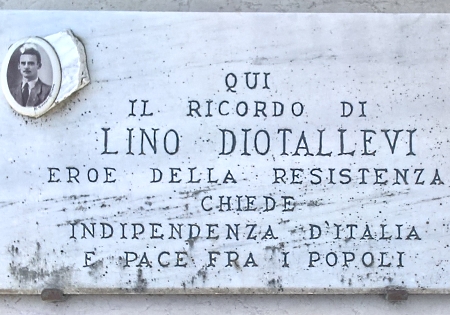 QUI
IL RICORDO DI
LINO DIOTALLEVI
EROE DELLA RESISTENZA
CHIEDE
INDIPENDENZA D'ITALIA
E PACE FRA I POPOLI